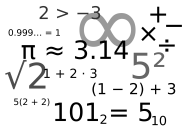 2 > −3
∞
+ −
× ÷
0.999… = 1
π ≈ 3.14
5²
√2
1 + 2 · 3
(1 − 2) + 3
5(2 + 2)
101₂ = 5₁₀